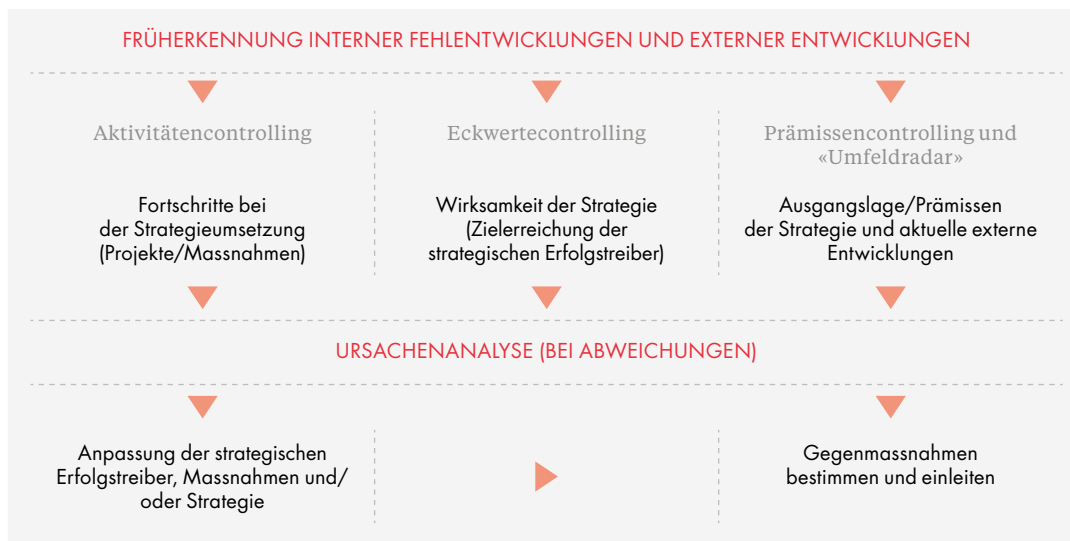 FRÜHERKENNUNG INTERNER FEHLENTWICKLUNGEN UND EXTERNER ENTWICKLUNGEN
Aktivitätencontrolling
Fortschritte bei
der Strategieumsetzung
(Projekte/Massnahmen)
Eckwertecontrolling
Wirksamkeit der Strategie
(Zielerreichung der
strategischen Erfolgstreiber)
Prämissencontrolling und
«Umfeldradar»
Ausgangslage/Prämissen
der Strategie und aktuelle externe
Entwicklungen
URSACHENANALYSE (BEI ABWEICHUNGEN)
Anpassung der strategischen
Erfolgstreiber, Massnahmen und/
oder Strategie
Gegenmassnahmen
bestimmen und einleiten